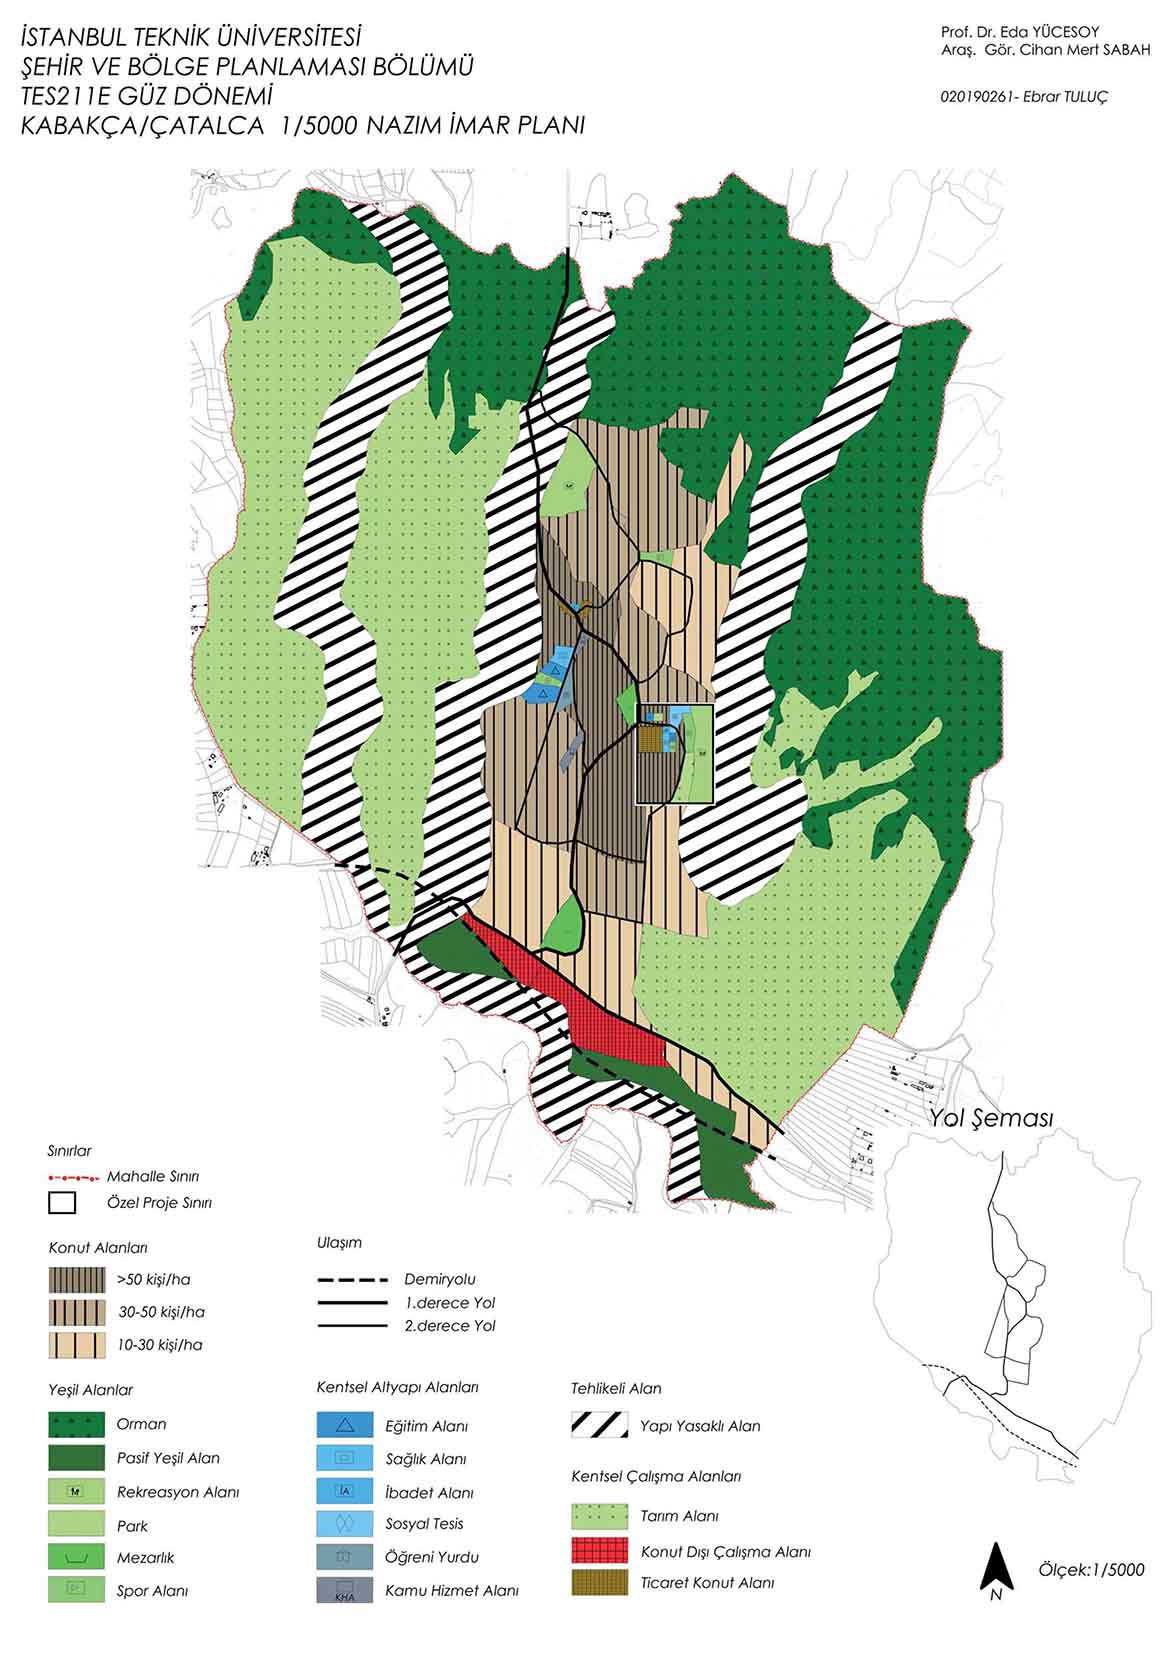 İSTANBUL TEKNİK ÜNİVERSİTESİ
ŞEHİR VE BÖLGE PLANLAMASI BÖLÜMÜ
TES211E GÜZ DÖNEMİ
KABAKÇA/ÇATALCA 1/5000 NAZIM İMAR PLANI
Prof. Dr. Eda YÜCESOY
Araş. Gör. Cihan Mert SABAH
020190261- Ebrar TULUÇ
Yol Şeması
Sınırlar
Mahalle Sınırı
Özel Proje Sınırı
Konut Alanları
>50 kişi/ha
30-50 kişi/ha
10-30 kişi/ha
Ulaşım
Demiryolu
1.derece Yol
2.derece Yol
Yeşil Alanlar
Orman
Pasif Yeşil Alan
M
Rekreasyon Alanı
Park
Mezarlık
Spor Alanı
Kentsel Altyapı Alanları
Eğitim Alanı
Sağlık Alanı
İA
İbadet Alanı
Sosyal Tesis
Öğreni Yurdu
KHA
Kamu Hizmet Alanı
Tehlikeli Alan
Yapı Yasaklı Alan
Kentsel Çalışma Alanları
Tarım Alanı
Konut Dışı Çalışma Alanı
Ticaret Konut Alanı
N
Ölçek:1/5000